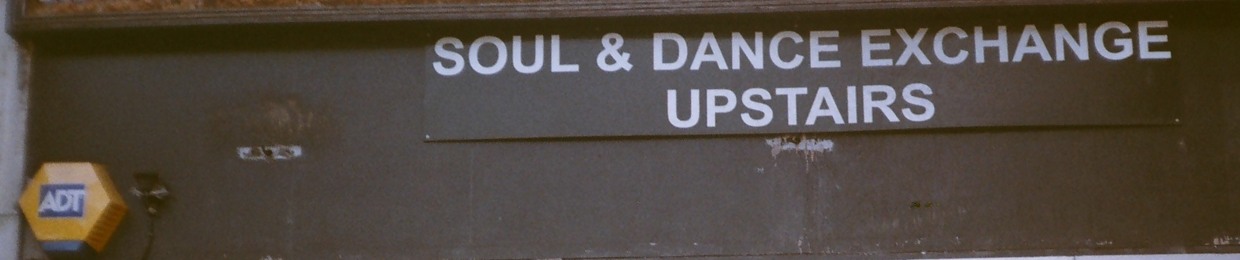 SOUL & DANCE EXCHANGE
UPSTAIRS
ADT